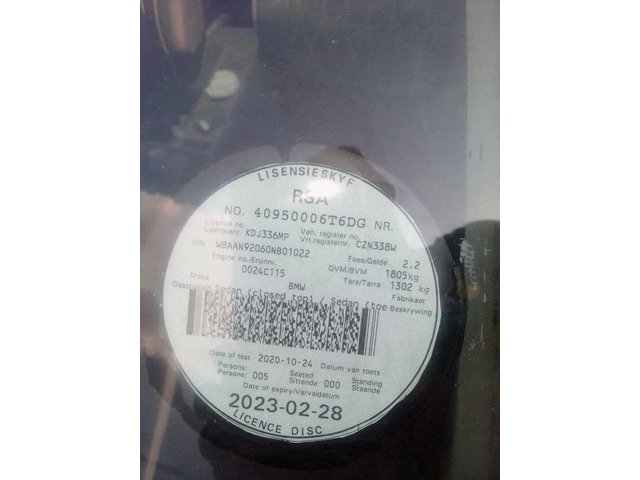 LISENSIESKYF
RSA
NO. 40950006T6DG NR.
Licence no. Veh. register no.
Lisensienr. KDJ336MP Vrt.registernr. CZN338W
VIN WBAAN92060NB01022 Fees/Gelde 2.2
Engine no./Enjinnr. GVM/BVM 1805kg
0024C115 Tare/Tarra 1302 kg
Make BMW Fabrikaat
Description Sedan (closed top) / Sedan (toe Beskrywing
Date of test 2020-10-24 Datum van toets
Persons: Seated Standing
Persone: 005 Sittende 000 Staande
Date of expiry/Vervaldatum
2023-02-28
LICENCE DISC